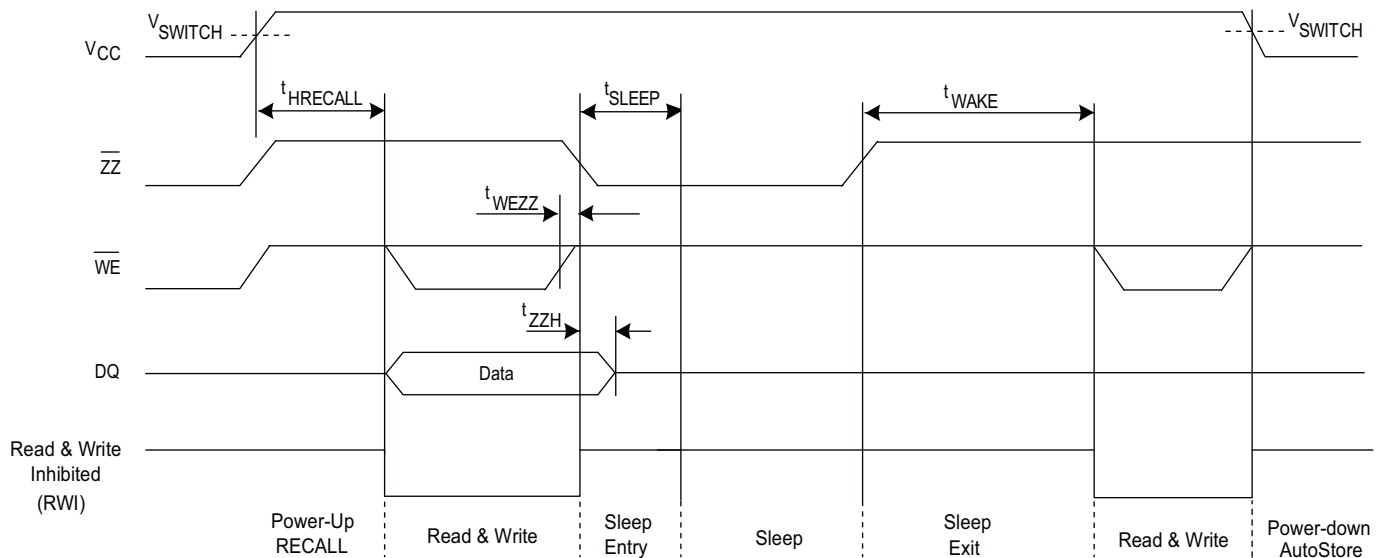 VSWITCH
VSWITCH
VCC
tHRECALL
tSLEEP
tWAKE
ZZ
tWEZZ
WE
tZZH
DQ
Data
Read & Write
Inhibited
(RWI)
Power-Up
RECALL
Read & Write
Sleep
Entry
Sleep
Sleep
Exit
Read & Write
Power-down
AutoStore